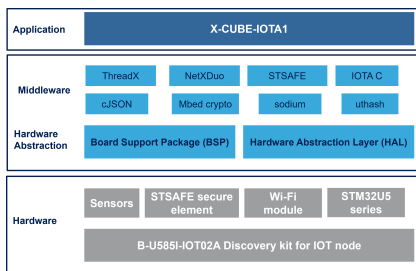 Application
X-CUBE-IOTA1
Middleware
ThreadX
NetXDuo
STSAFE
IOTA C
cJSON
Mbed crypto
sodium
uthash
Hardware
Abstraction
Board Support Package (BSP)
Hardware Abstraction Layer (HAL)
Hardware
Sensors
STSAFE secure
element
Wi-Fi
module
STM32U5
series
B-U585I-IOT02A Discovery kit for IOT node